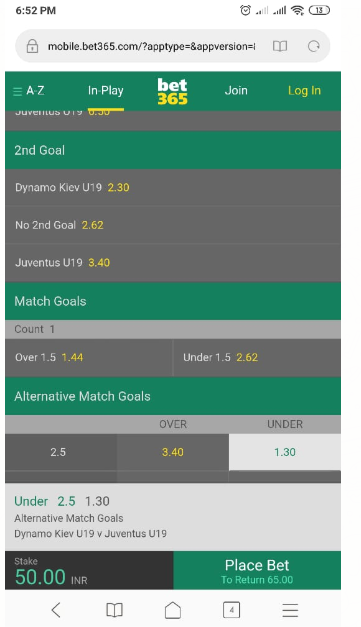 6:52 PM
13
mobile.bet365.com/?apptype=&appversion=
A-Z In-Play bet365 Join Log In
Juventus U19 6.50
2nd Goal
Dynamo Kiev U19 2.30
No 2nd Goal 2.62
Juventus U19 3.40
Match Goals
Count 1
Over 1.5 1.44 Under 1.5 2.62
Alternative Match Goals
OVER UNDER
2.5 3.40 1.30
Under 2.5 1.30
Alternative Match Goals
Dynamo Kiev U19 v Juventus U19
Stake
50.00 INR
Place Bet
To Return 65.00
4